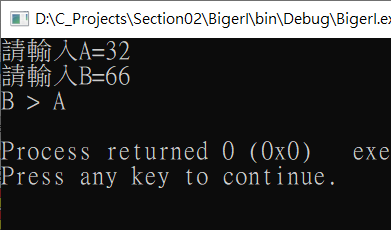 D:\C_Projects\Section02\BigerI\bin\Debug\BigerI.ex
請輸入A=32
請輸入B=66
B > A
Process returned 0 (0x0) exe
Press any key to continue.